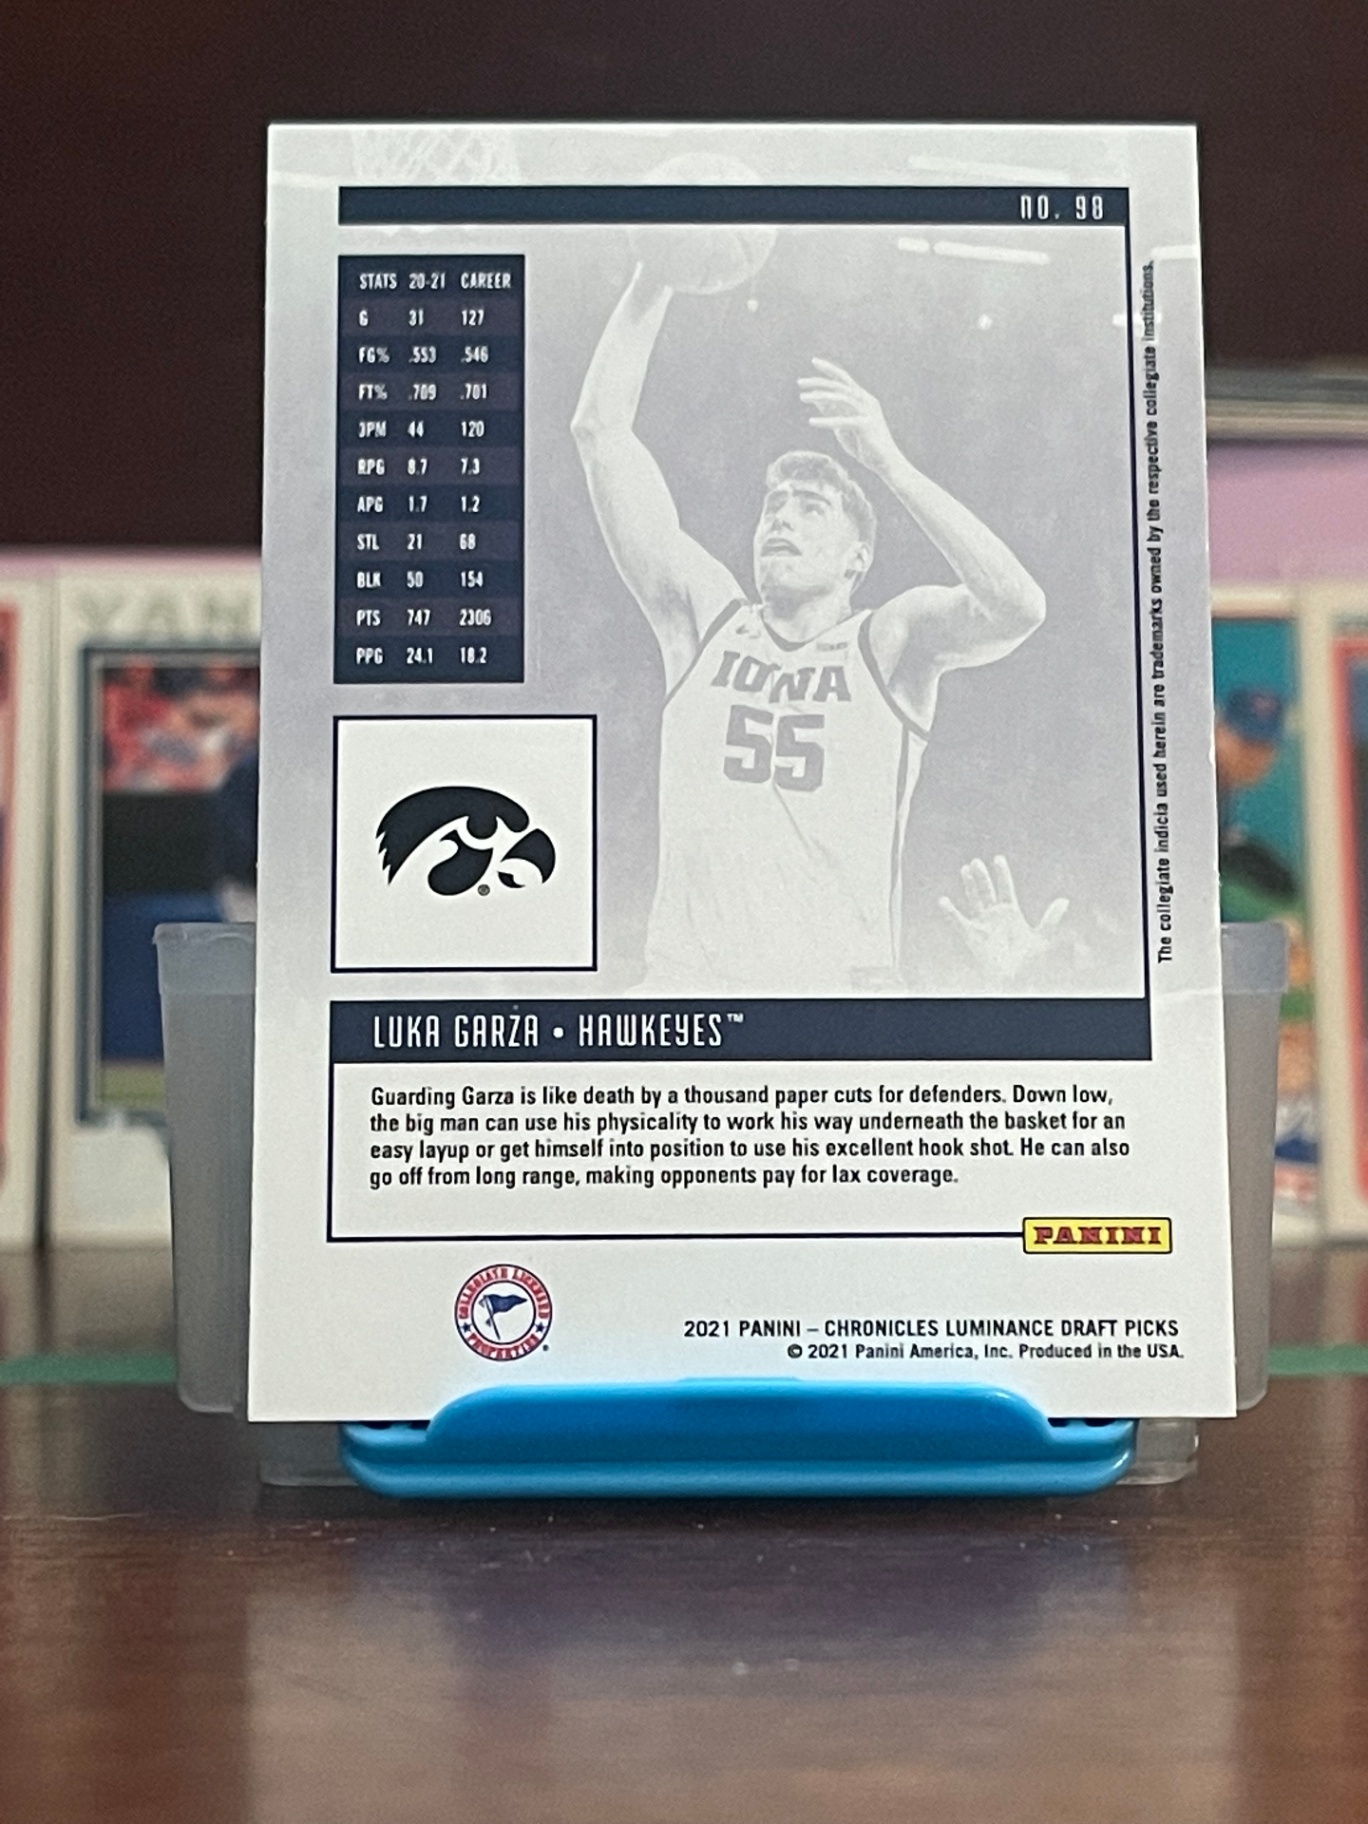 no. 98
STATS 20-21 CAREER
G 31 127
FG% .553 .546
FT% .709 .701
3PM 44 120
RPG 8.7 7.3
APG 1.7 1.2
STL 21 68
BLK 50 154
PTS 747 2306
PPG 24.1 18.2
The collegiate indicia used herein are trademarks owned by the respective collegiate institutions.
IOWA
55
®
LUKA GARZA • HAWKEYES™
Guarding Garza is like death by a thousand paper cuts for defenders. Down low,
the big man can use his physicality to work his way underneath the basket for an
easy layup or get himself into position to use his excellent hook shot. He can also
go off from long range, making opponents pay for lax coverage.
PANINI
COLLEGIATE LICENSED
PROPERTIES
2021 PANINI – CHRONICLES LUMINANCE DRAFT PICKS
© 2021 Panini America, Inc. Produced in the USA.